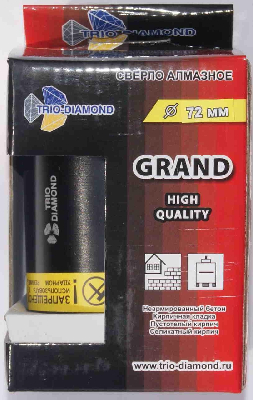 TRIO-DIAMOND
TRIO-DIAMOND
СВЕРЛО АЛМАЗНОЕ
72 мм
GRAND
HIGH
QUALITY
TRIO
DIAMOND
ЗАПРЕЩЕНО
ИСПОЛЬЗОВАТЬ
Неармированный бетон
Кирпичная кладка
Пустотелый кирпич
Силикатный кирпич
www.trio-diamond.ru